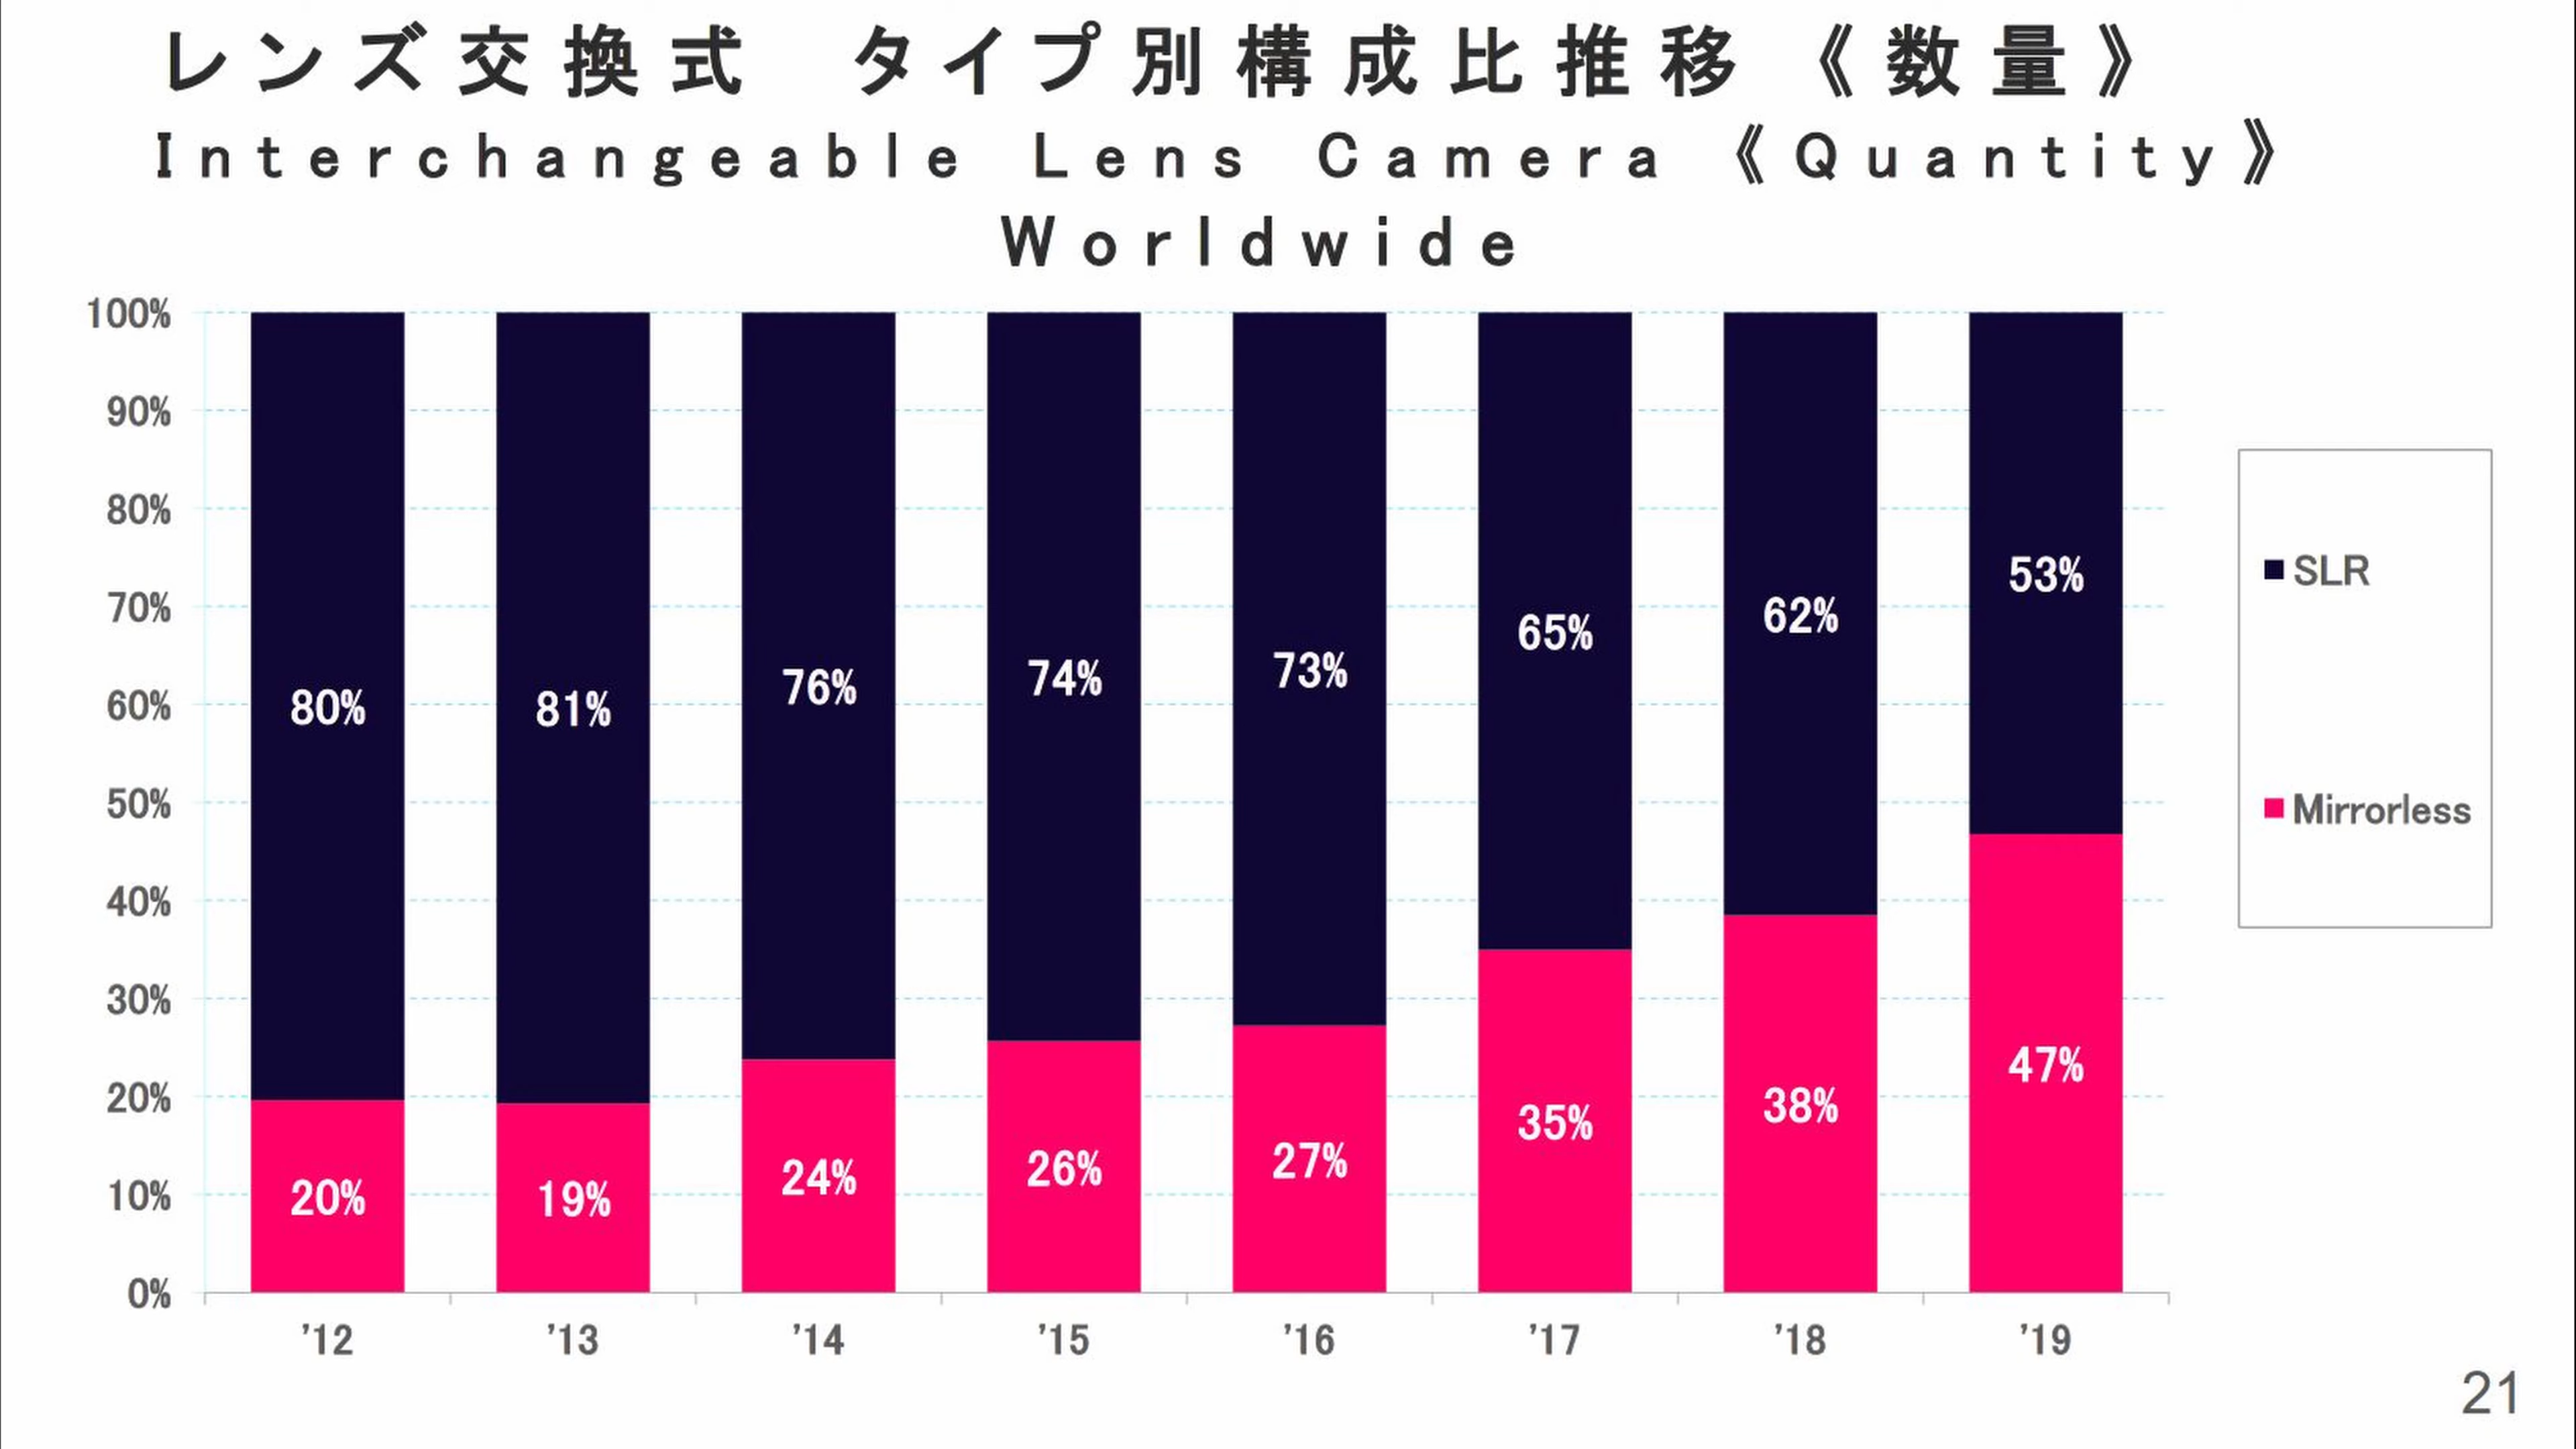 レンズ交換式　タイプ別構成比推移《数量》
Interchangeable Lens Camera《Quantity》
Worldwide
100%
90%
80%
70%
60%
50%
40%
30%
20%
10%
0%
80% 81% 76% 74% 73% 65% 62% 53%
20% 19% 24% 26% 27% 35% 38% 47%
’12 ’13 ’14 ’15 ’16 ’17 ’18 ’19
SLR
Mirrorless
21